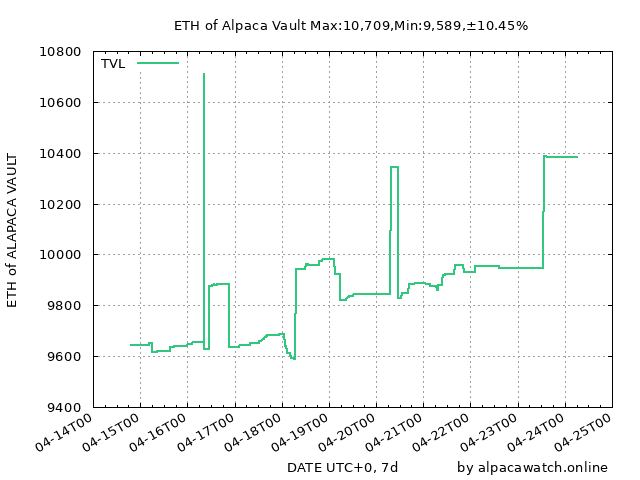 ETH of Alpaca Vault Max:10,709,Min:9,589,±10.45%
TVL
ETH of ALAPACA VAULT
10800
10600
10400
10200
10000
9800
9600
9400
04-14T00
04-15T00
04-16T00
04-17T00
04-18T00
04-19T00
04-20T00
04-21T00
04-22T00
04-23T00
04-24T00
04-25T00
DATE UTC+0, 7d
by alpacawatch.online